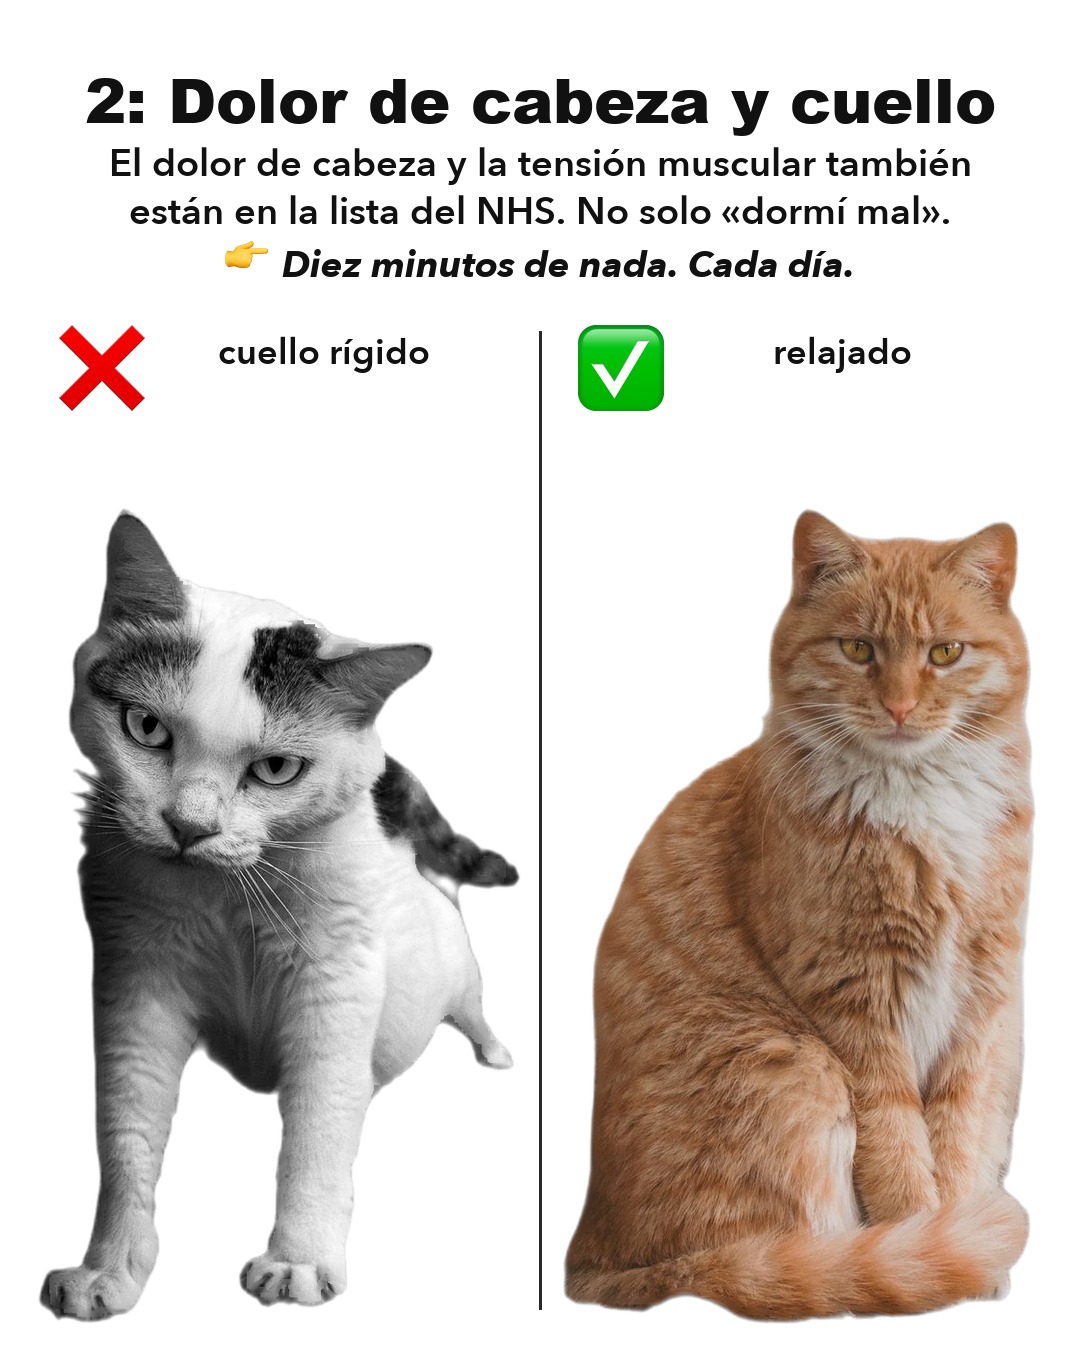 2: Dolor de cabeza y cuello
El dolor de cabeza y la tensión muscular también
están en la lista del NHS. No solo «dormí mal».
👉 Diez minutos de nada. Cada día.
❌ cuello rígido
✅ relajado